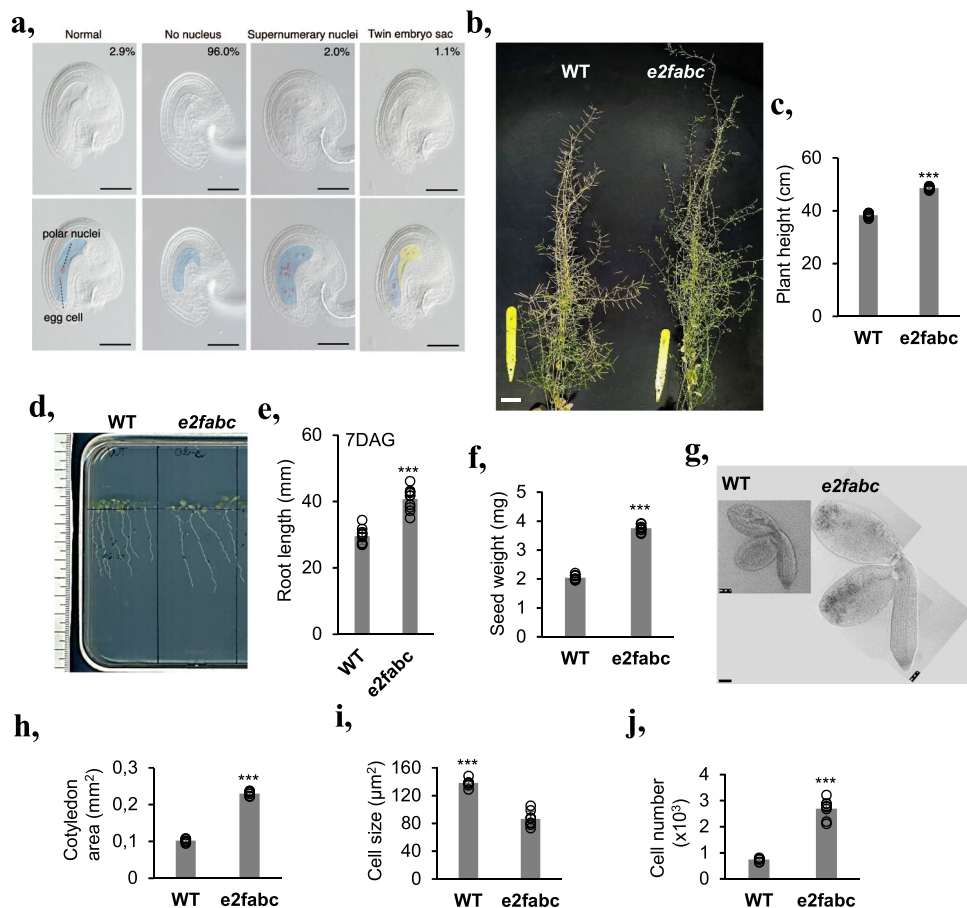 a,
Normal
No nucleus
Supernumerary nuclei
Twin embryo sac
2.9%
96.0%
2.0%
1.1%
polar nuclei
egg cell
b,
WT
e2fabc
c,
Plant height (cm)
60
40
20
0
***
WT
e2fabc
d,
WT
e2fabc
WT
abc
e,
Root length (mm)
60
40
20
0
7DAG
***
WT
e2fabc
f,
Seed weight (mg)
5
4
3
2
1
0
***
WT
e2fabc
g,
WT
e2fabc
h,
Cotyledon
area (mm²)
0,3
0,2
0,1
***
WT
e2fabc
i,
Cell size (µm²)
160
120
80
40
0
***
WT
e2fabc
j,
Cell number
(x10³)
4
3
2
1
0
***
WT
e2fabc